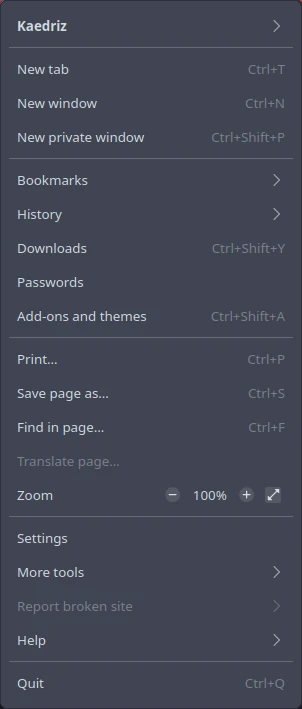 Kaedriz
New tab Ctrl+T
New window Ctrl+N
New private window Ctrl+Shift+P
Bookmarks
History
Downloads Ctrl+Shift+Y
Passwords
Add-ons and themes Ctrl+Shift+A
Print... Ctrl+P
Save page as... Ctrl+S
Find in page... Ctrl+F
Translate page...
Zoom − 100% +
Settings
More tools
Report broken site
Help
Quit Ctrl+Q